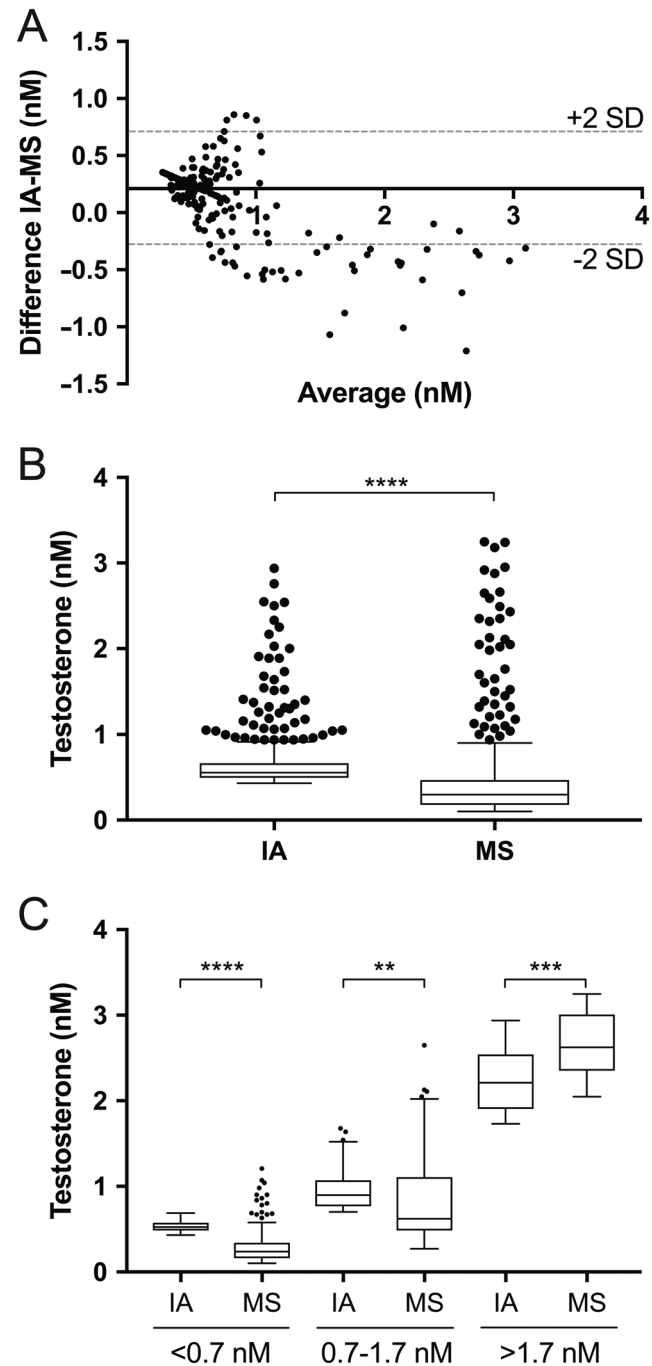 A
Difference IA-MS (nM)
1.5
1.0
0.5
0.0
−0.5
−1.0
−1.5
+2 SD
1 2 3 4
-2 SD
Average (nM)
B
Testosterone (nM)
4
3
2
1
0
****
IA MS
C
Testosterone (nM)
4
3
2
1
0
**** ** ***
IA MS IA MS IA MS
<0.7 nM 0.7-1.7 nM >1.7 nM